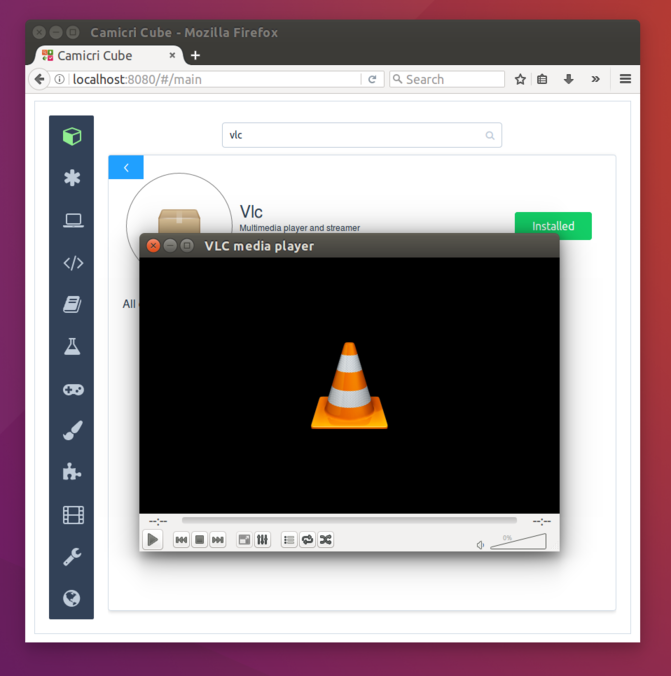 Camicri Cube - Mozilla Firefox
Camicri Cube
localhost:8080/#/main
Search
vlc
Vlc
Multimedia player and streamer
Installed
All
VLC media player
--:--
--:--
0%